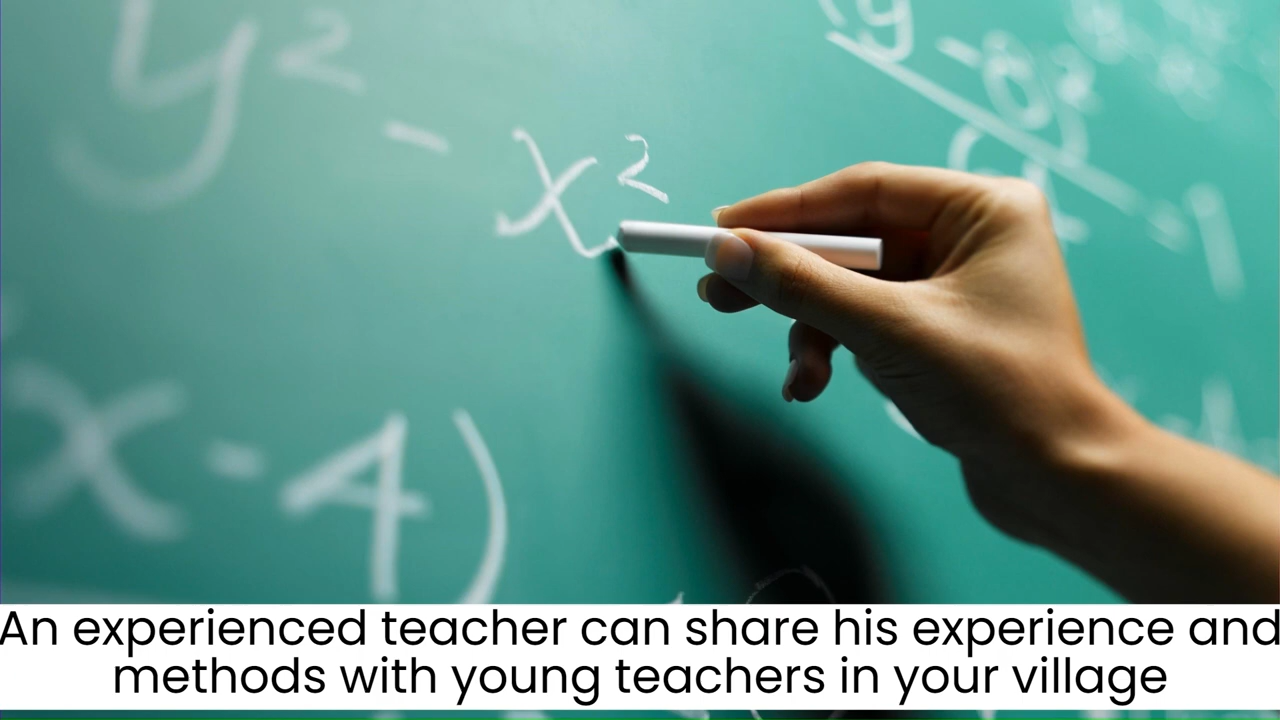 y² - x²
x - 4)
An experienced teacher can share his experience and
methods with young teachers in your village